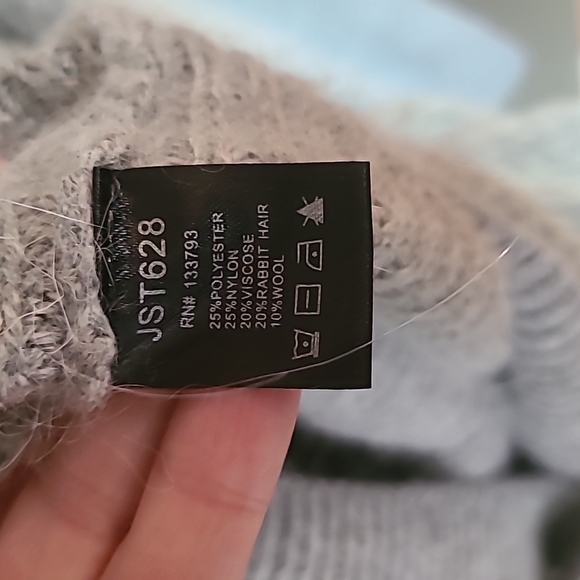 JST628
RN# 133793
25%POLYESTER
25%NYLON
20%VISCOSE
20%RABBIT HAIR
10%WOOL